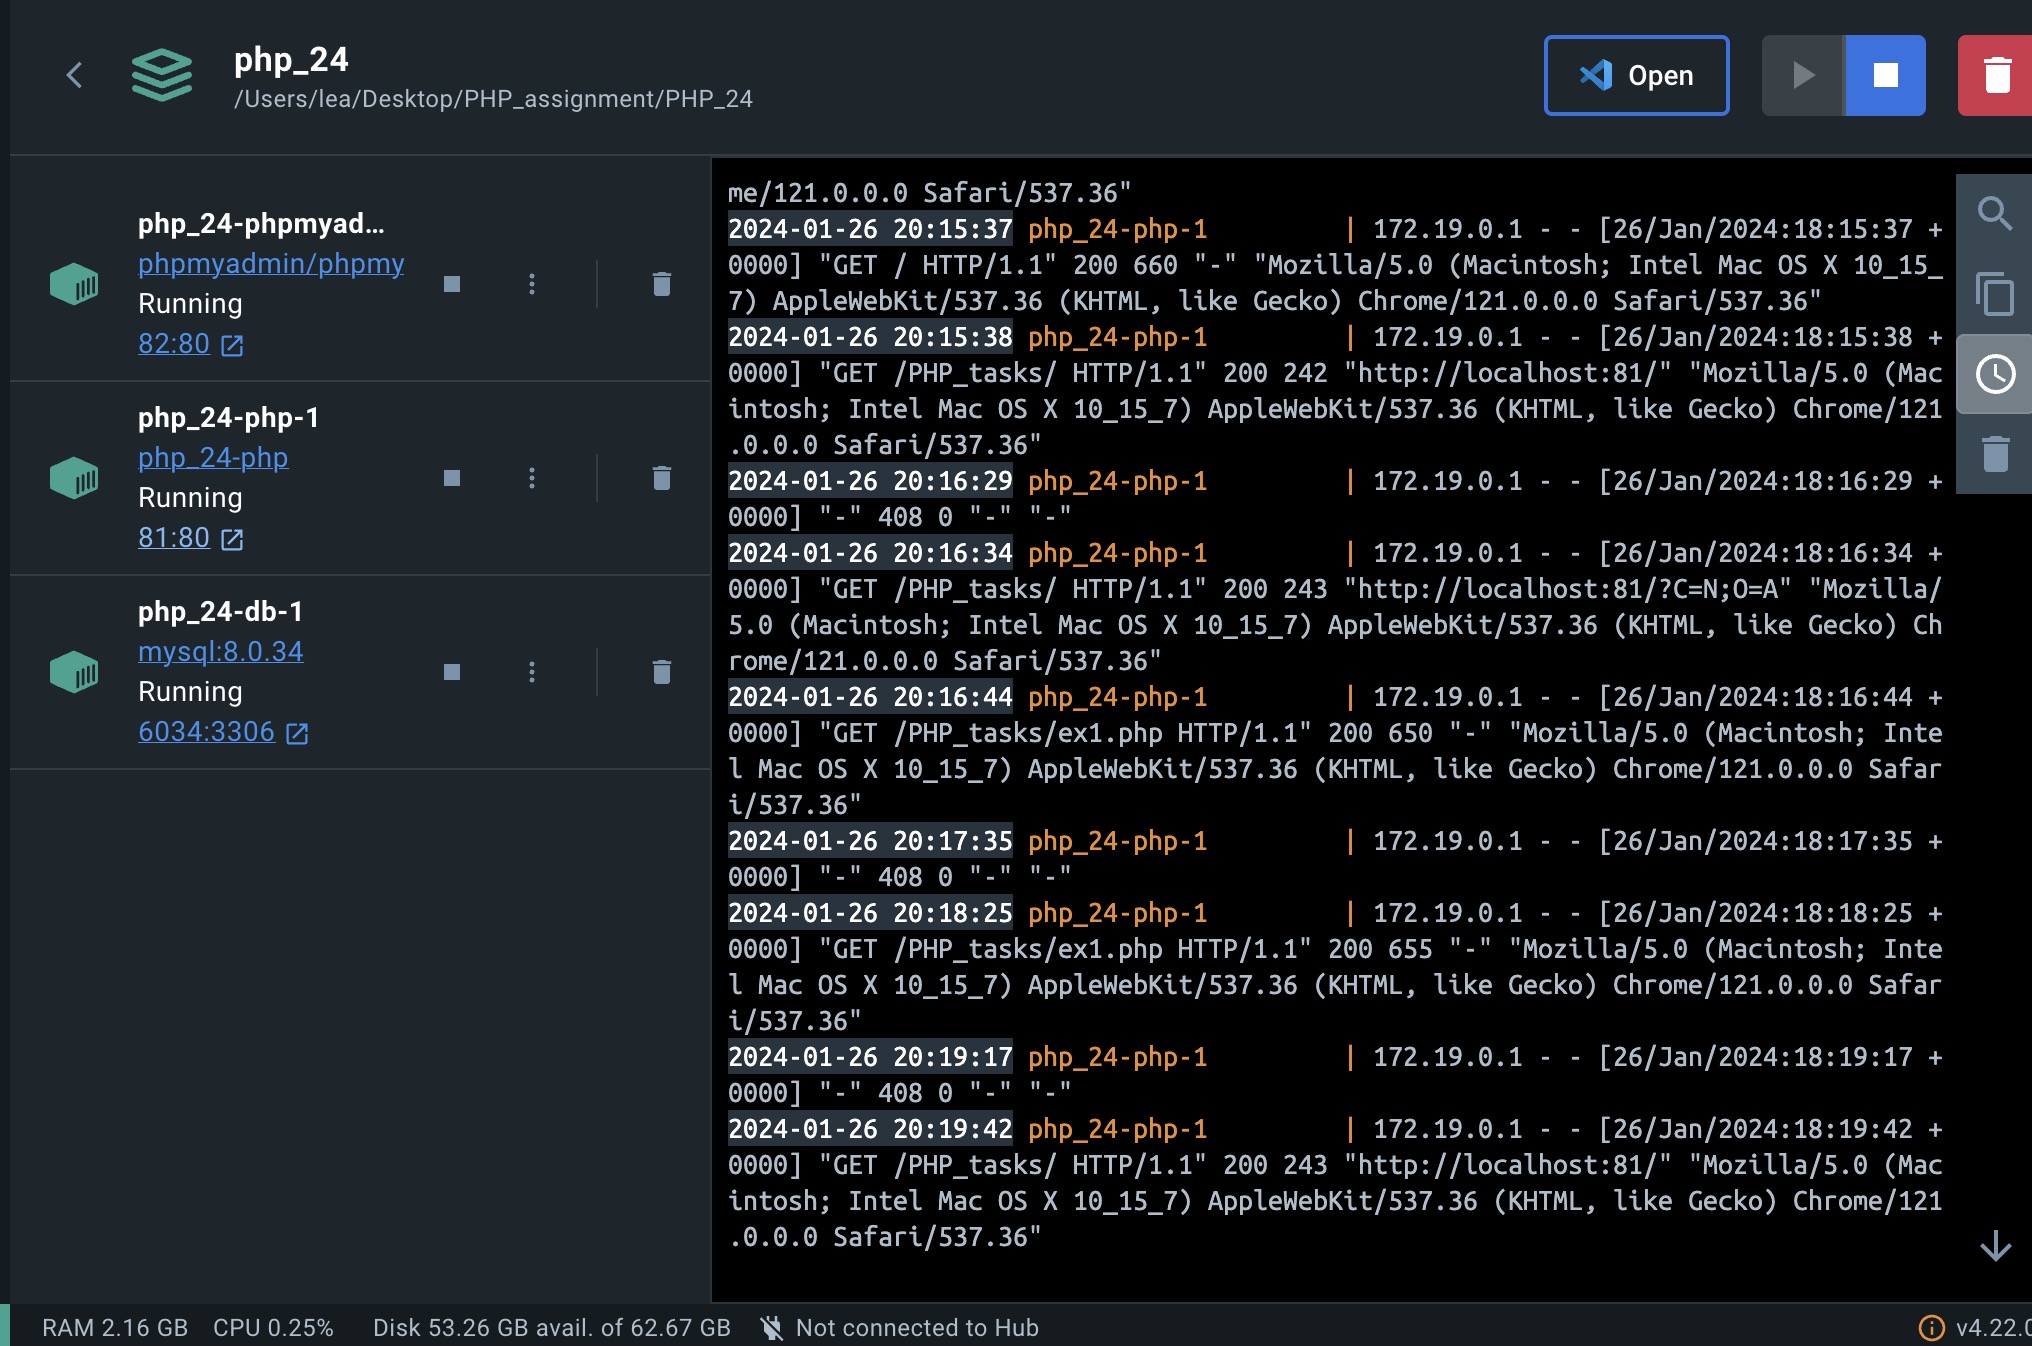 php_24
/Users/lea/Desktop/PHP_assignment/PHP_24
Open
php_24-phpmyad...
phpmyadmin/phpmy
Running
82:80
php_24-php-1
php_24-php
Running
81:80
php_24-db-1
mysql:8.0.34
Running
6034:3306
me/121.0.0.0 Safari/537.36"
2024-01-26 20:15:37 php_24-php-1 | 172.19.0.1 - - [26/Jan/2024:18:15:37 +
0000] "GET / HTTP/1.1" 200 660 "-" "Mozilla/5.0 (Macintosh; Intel Mac OS X 10_15_
7) AppleWebKit/537.36 (KHTML, like Gecko) Chrome/121.0.0.0 Safari/537.36"
2024-01-26 20:15:38 php_24-php-1 | 172.19.0.1 - - [26/Jan/2024:18:15:38 +
0000] "GET /PHP_tasks/ HTTP/1.1" 200 242 "http://localhost:81/" "Mozilla/5.0 (Mac
intosh; Intel Mac OS X 10_15_7) AppleWebKit/537.36 (KHTML, like Gecko) Chrome/121
.0.0.0 Safari/537.36"
2024-01-26 20:16:29 php_24-php-1 | 172.19.0.1 - - [26/Jan/2024:18:16:29 +
0000] "-" 408 0 "-" "-"
2024-01-26 20:16:34 php_24-php-1 | 172.19.0.1 - - [26/Jan/2024:18:16:34 +
0000] "GET /PHP_tasks/ HTTP/1.1" 200 243 "http://localhost:81/?C=N;O=A" "Mozilla/
5.0 (Macintosh; Intel Mac OS X 10_15_7) AppleWebKit/537.36 (KHTML, like Gecko) Ch
rome/121.0.0.0 Safari/537.36"
2024-01-26 20:16:44 php_24-php-1 | 172.19.0.1 - - [26/Jan/2024:18:16:44 +
0000] "GET /PHP_tasks/ex1.php HTTP/1.1" 200 650 "-" "Mozilla/5.0 (Macintosh; Inte
l Mac OS X 10_15_7) AppleWebKit/537.36 (KHTML, like Gecko) Chrome/121.0.0.0 Safar
i/537.36"
2024-01-26 20:17:35 php_24-php-1 | 172.19.0.1 - - [26/Jan/2024:18:17:35 +
0000] "-" 408 0 "-" "-"
2024-01-26 20:18:25 php_24-php-1 | 172.19.0.1 - - [26/Jan/2024:18:18:25 +
0000] "GET /PHP_tasks/ex1.php HTTP/1.1" 200 655 "-" "Mozilla/5.0 (Macintosh; Inte
l Mac OS X 10_15_7) AppleWebKit/537.36 (KHTML, like Gecko) Chrome/121.0.0.0 Safar
i/537.36"
2024-01-26 20:19:17 php_24-php-1 | 172.19.0.1 - - [26/Jan/2024:18:19:17 +
0000] "-" 408 0 "-" "-"
2024-01-26 20:19:42 php_24-php-1 | 172.19.0.1 - - [26/Jan/2024:18:19:42 +
0000] "GET /PHP_tasks/ HTTP/1.1" 200 243 "http://localhost:81/" "Mozilla/5.0 (Mac
intosh; Intel Mac OS X 10_15_7) AppleWebKit/537.36 (KHTML, like Gecko) Chrome/121
.0.0.0 Safari/537.36"
RAM 2.16 GB CPU 0.25% Disk 53.26 GB avail. of 62.67 GB Not connected to Hub v4.22.0